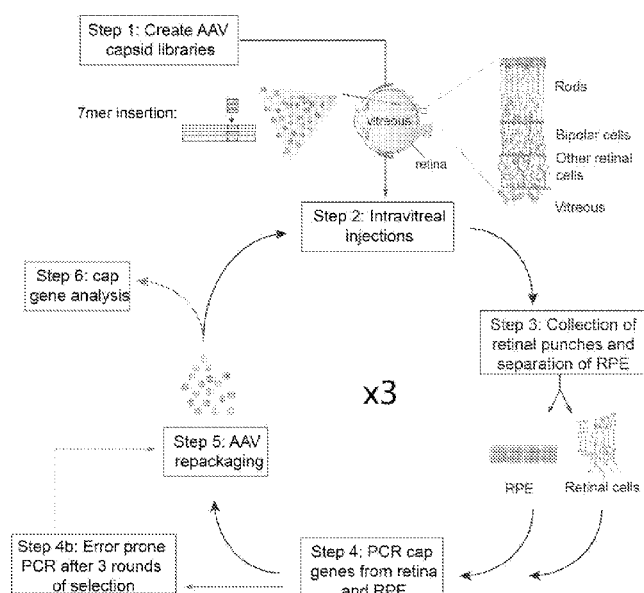 Step 1: Create AAV
capsid libraries
7mer insertion:
vitreous
retina
Rods
Bipolar cells
Other retinal
cells
Vitreous
Step 2: Intravitreal
injections
Step 6: cap
gene analysis
Step 3: Collection of
retinal punches and
separation of RPE
x3
Step 5: AAV
repackaging
RPE
Retinal cells
Step 4b: Error prone
PCR after 3 rounds
of selection
Step 4: PCR cap
genes from retina
and RPE